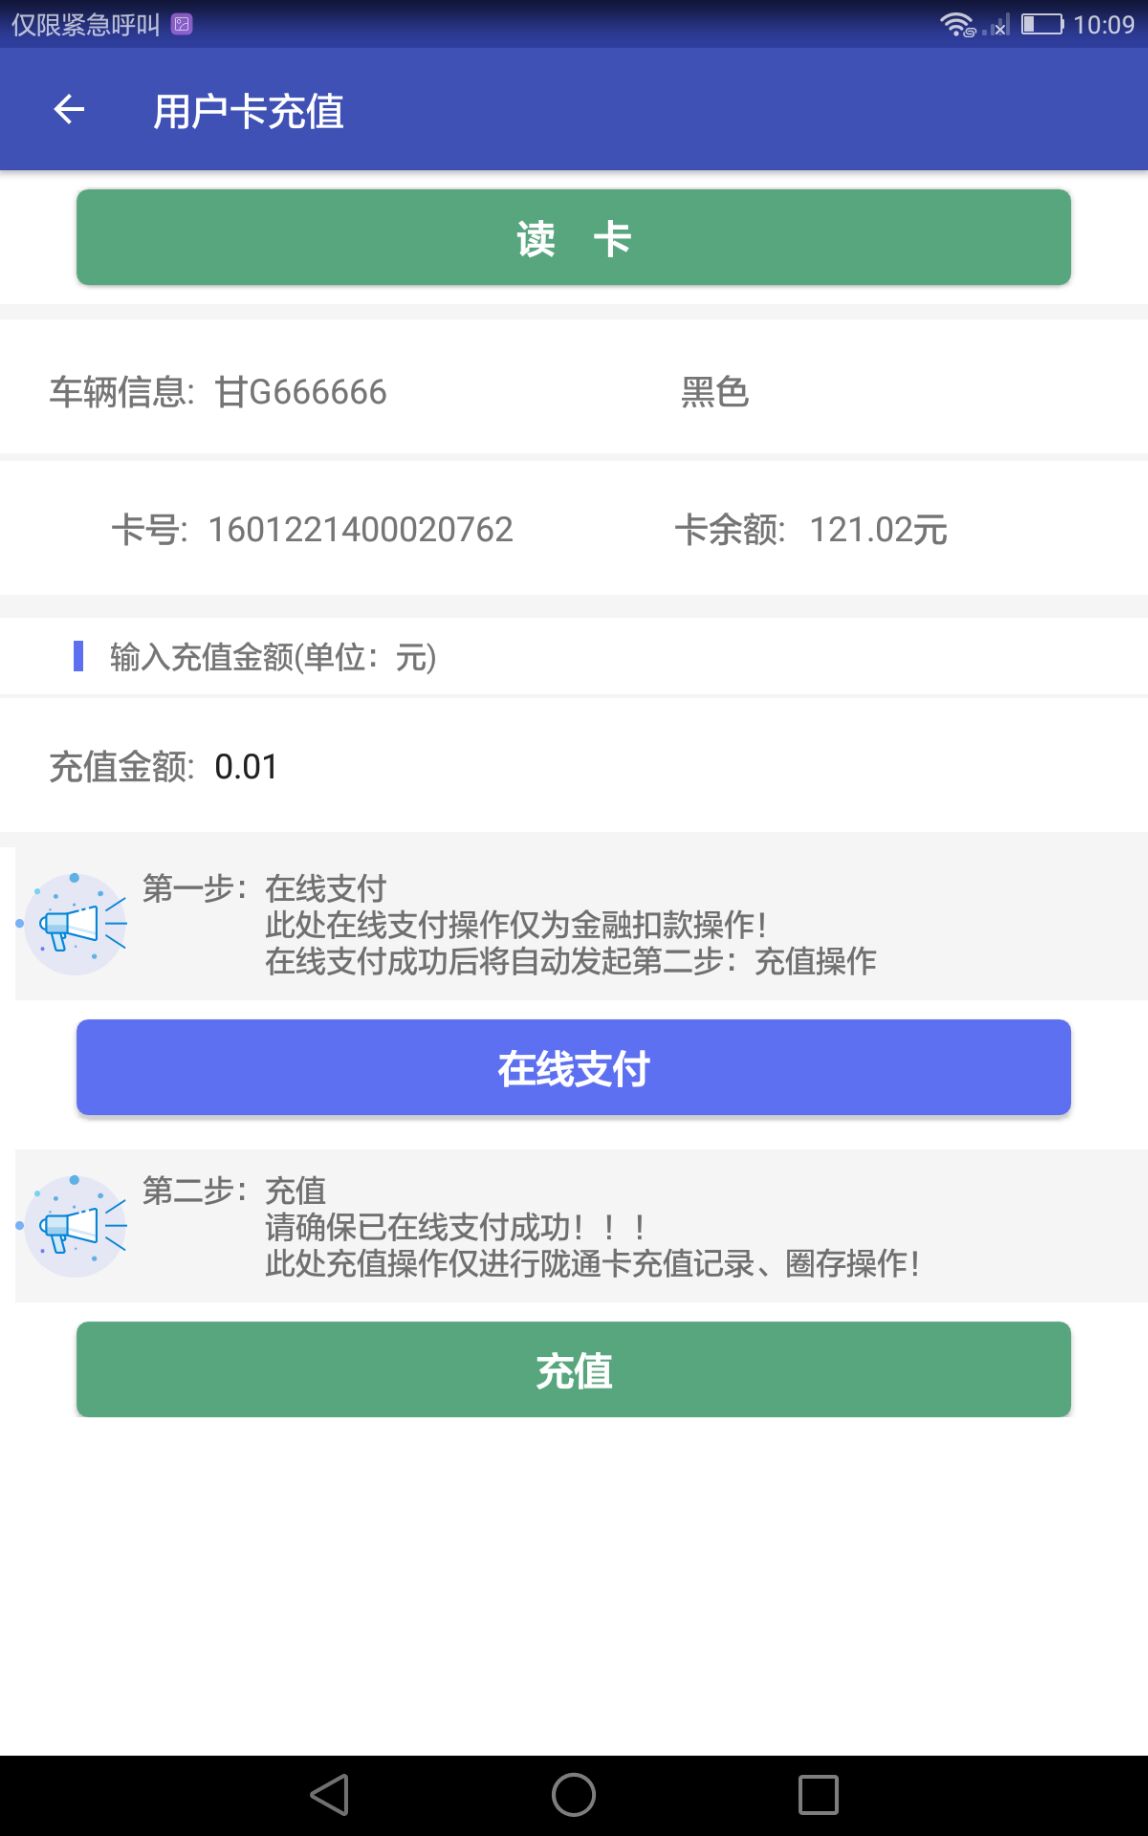 仅限紧急呼叫 10:09
用户卡充值
读 卡
车辆信息: 甘G666666 黑色
卡号: 1601221400020762 卡余额: 121.02元
输入充值金额(单位：元)
充值金额: 0.01
第一步：在线支付
此处在线支付操作仅为金融扣款操作！
在线支付成功后将自动发起第二步：充值操作
在线支付
第二步：充值
请确保已在线支付成功！！！
此处充值操作仅进行陇通卡充值记录、圈存操作！
充值